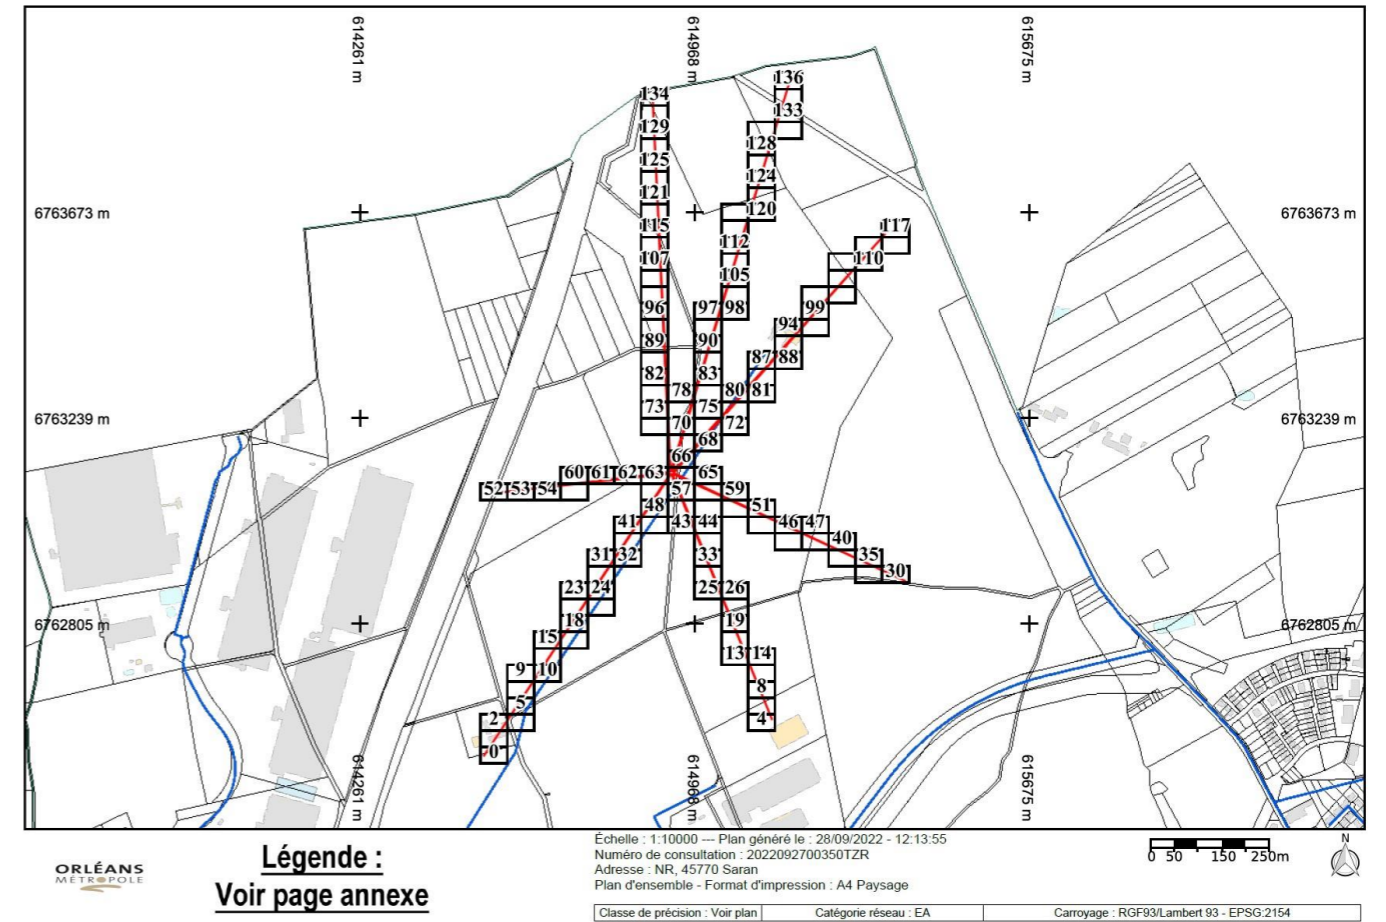 614261 m
614968 m
615675 m
136
134
133
129
128
125
124
121
120
6763673 m
6763673 m
115
117
112
107
110
105
96
97
98
99
94
89
90
87
88
82
83
78
80
81
73
75
6763239 m
6763239 m
70
72
68
66
60
61
62
63
65
52
53
54
57
59
48
51
41
43
44
46
47
40
31
32
33
35
30
23
24
25
26
18
19
6762805 m
6762805 m
15
13
14
9
10
8
5
2
4
0
614261 m
614968 m
615675 m
Échelle : 1:10000 --- Plan généré le : 28/09/2022 - 12:13:55
Numéro de consultation : 2022092700350TZR
Adresse : NR, 45770 Saran
Plan d'ensemble - Format d'impression : A4 Paysage
ORLÉANS
MÉTROPOLE
Légende :
Voir page annexe
0 50 150 250m
N
Classe de précision : Voir plan
Catégorie réseau : EA
Carroyage : RGF93/Lambert 93 - EPSG:2154